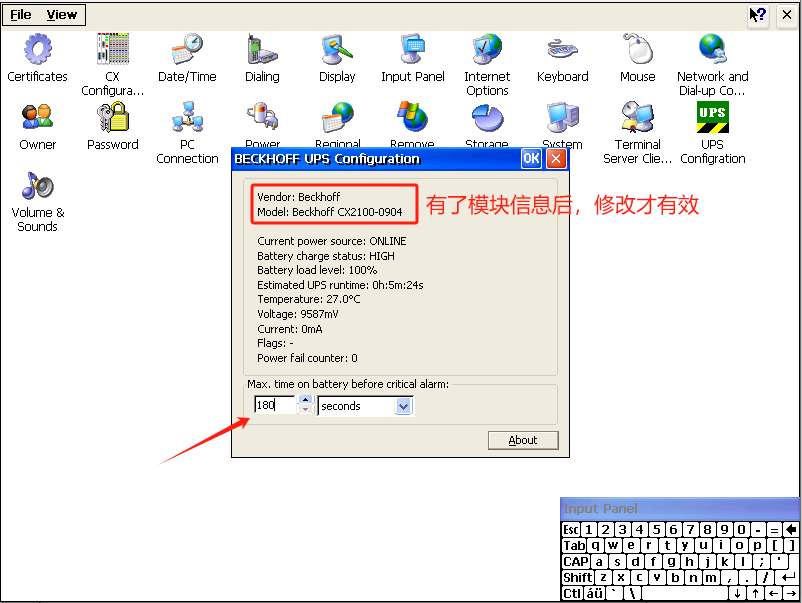 File View
Certificates
CX
Configura...
Date/Time
Dialing
Display
Input Panel
Internet
Options
Keyboard
Mouse
Network and
Dial-up Co...
Owner
Password
PC
Connection
Power
Regional
Remove
Storage
System
Terminal
Server Clie...
UPS
UPS
Configration
Volume &
Sounds
BECKHOFF UPS Configuration
OK
Vendor: Beckhoff
Model: Beckhoff CX2100-0904
有了模块信息后，修改才有效
Current power source: ONLINE
Battery charge status: HIGH
Battery load level: 100%
Estimated UPS runtime: 0h:5m:24s
Temperature: 27.0°C
Voltage: 9587mV
Current: 0mA
Flags: -
Power fail counter: 0
Max. time on battery before critical alarm:
180
seconds
About
Input Panel
Esc 1 2 3 4 5 6 7 8 9 0 - =
Tab q w e r t y u i o p [ ]
CAP a s d f g h j k l ; '
Shift z x c v b n m , . /
Ctl áü ` \